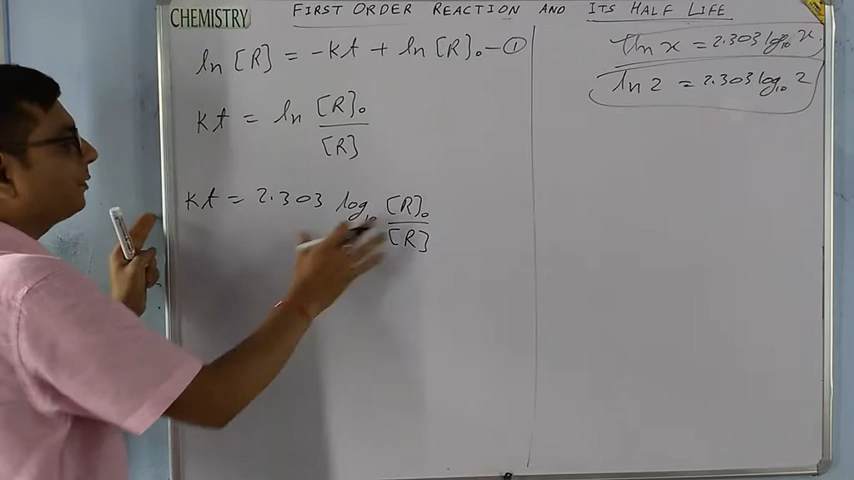 CHEMISTRY
FIRST ORDER REACTION AND ITS HALF LIFE
ln [R] = -Kt + ln [R]₀ - ①
Kt = ln [R]₀ / [R]
Kt = 2.303 log₁₀ [R]₀ / [R]
ln x = 2.303 log₁₀ x
ln 2 = 2.303 log₁₀ 2